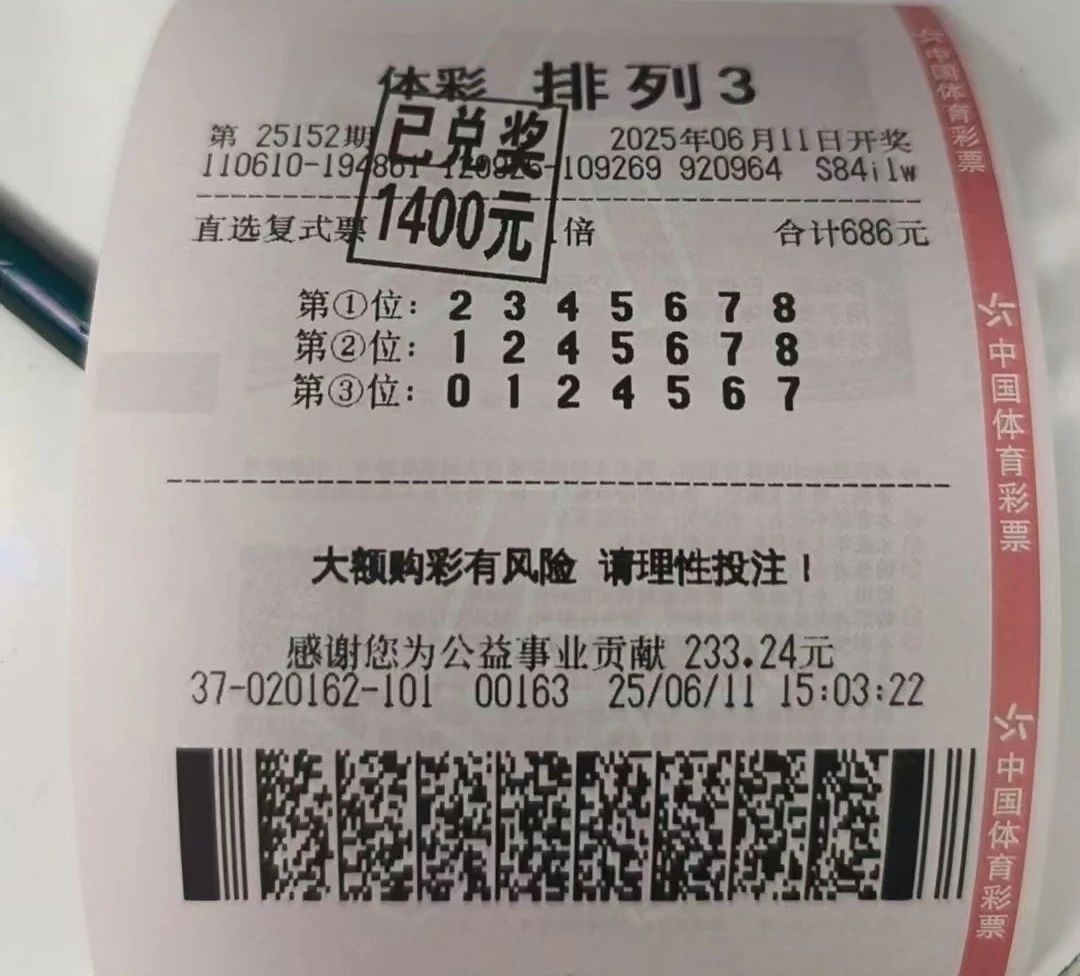 体彩 排列3
已兑奖
1400元
第 25152期 2025年06月11日开奖
110610-194861 109269 920964 S84ilw
直选复式票 倍 合计686元
第①位: 2 3 4 5 6 7 8
第②位: 1 2 4 5 6 7 8
第③位: 0 1 2 4 5 6 7
大额购彩有风险 请理性投注!
感谢您为公益事业贡献 233.24元
37-020162-101 00163 25/06/11 15:03:22
中国体育彩票
中国体育彩票
中国体育彩票